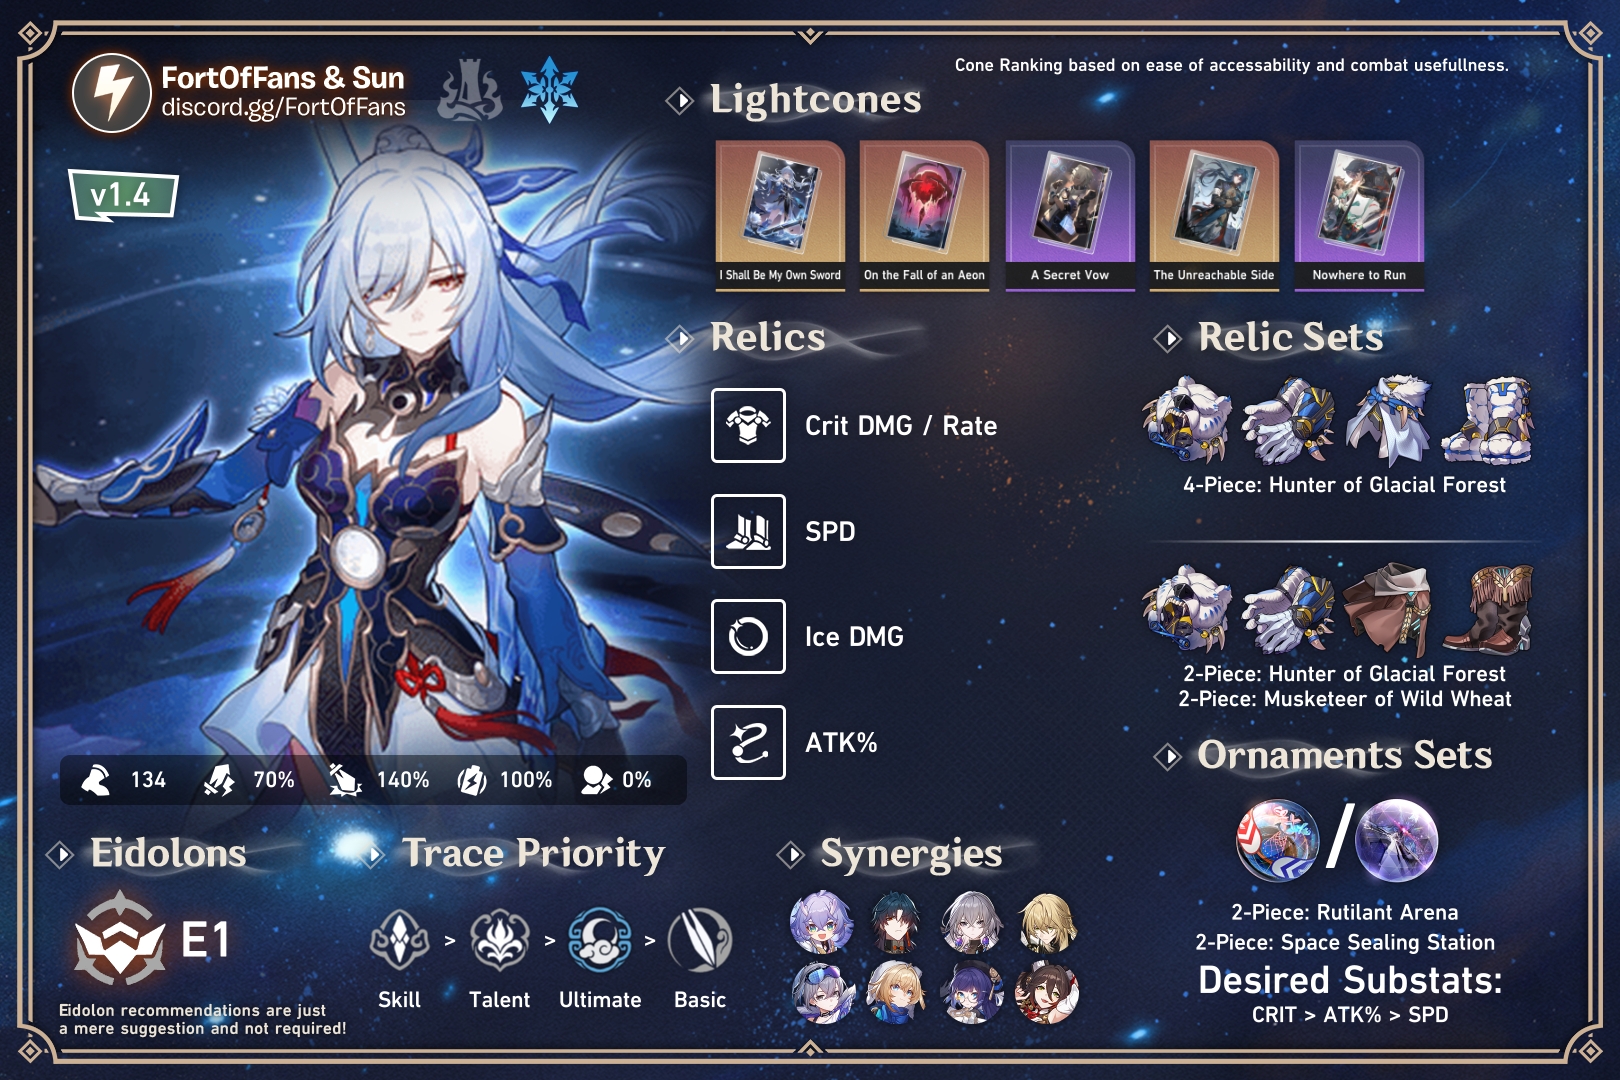 FortOfFans & Sun
discord.gg/FortOfFans
v1.4
Cone Ranking based on ease of accessability and combat usefullness.
Lightcones
I Shall Be My Own Sword
On the Fall of an Aeon
A Secret Vow
The Unreachable Side
Nowhere to Run
Relics
Crit DMG / Rate
SPD
Ice DMG
ATK%
Relic Sets
4-Piece: Hunter of Glacial Forest
2-Piece: Hunter of Glacial Forest
2-Piece: Musketeer of Wild Wheat
Ornaments Sets
/
2-Piece: Rutilant Arena
2-Piece: Space Sealing Station
Desired Substats:
CRIT > ATK% > SPD
134 70% 140% 100% 0%
Eidolons
E1
Eidolon recommendations are just
a mere suggestion and not required!
Trace Priority
> > >
Skill Talent Ultimate Basic
Synergies